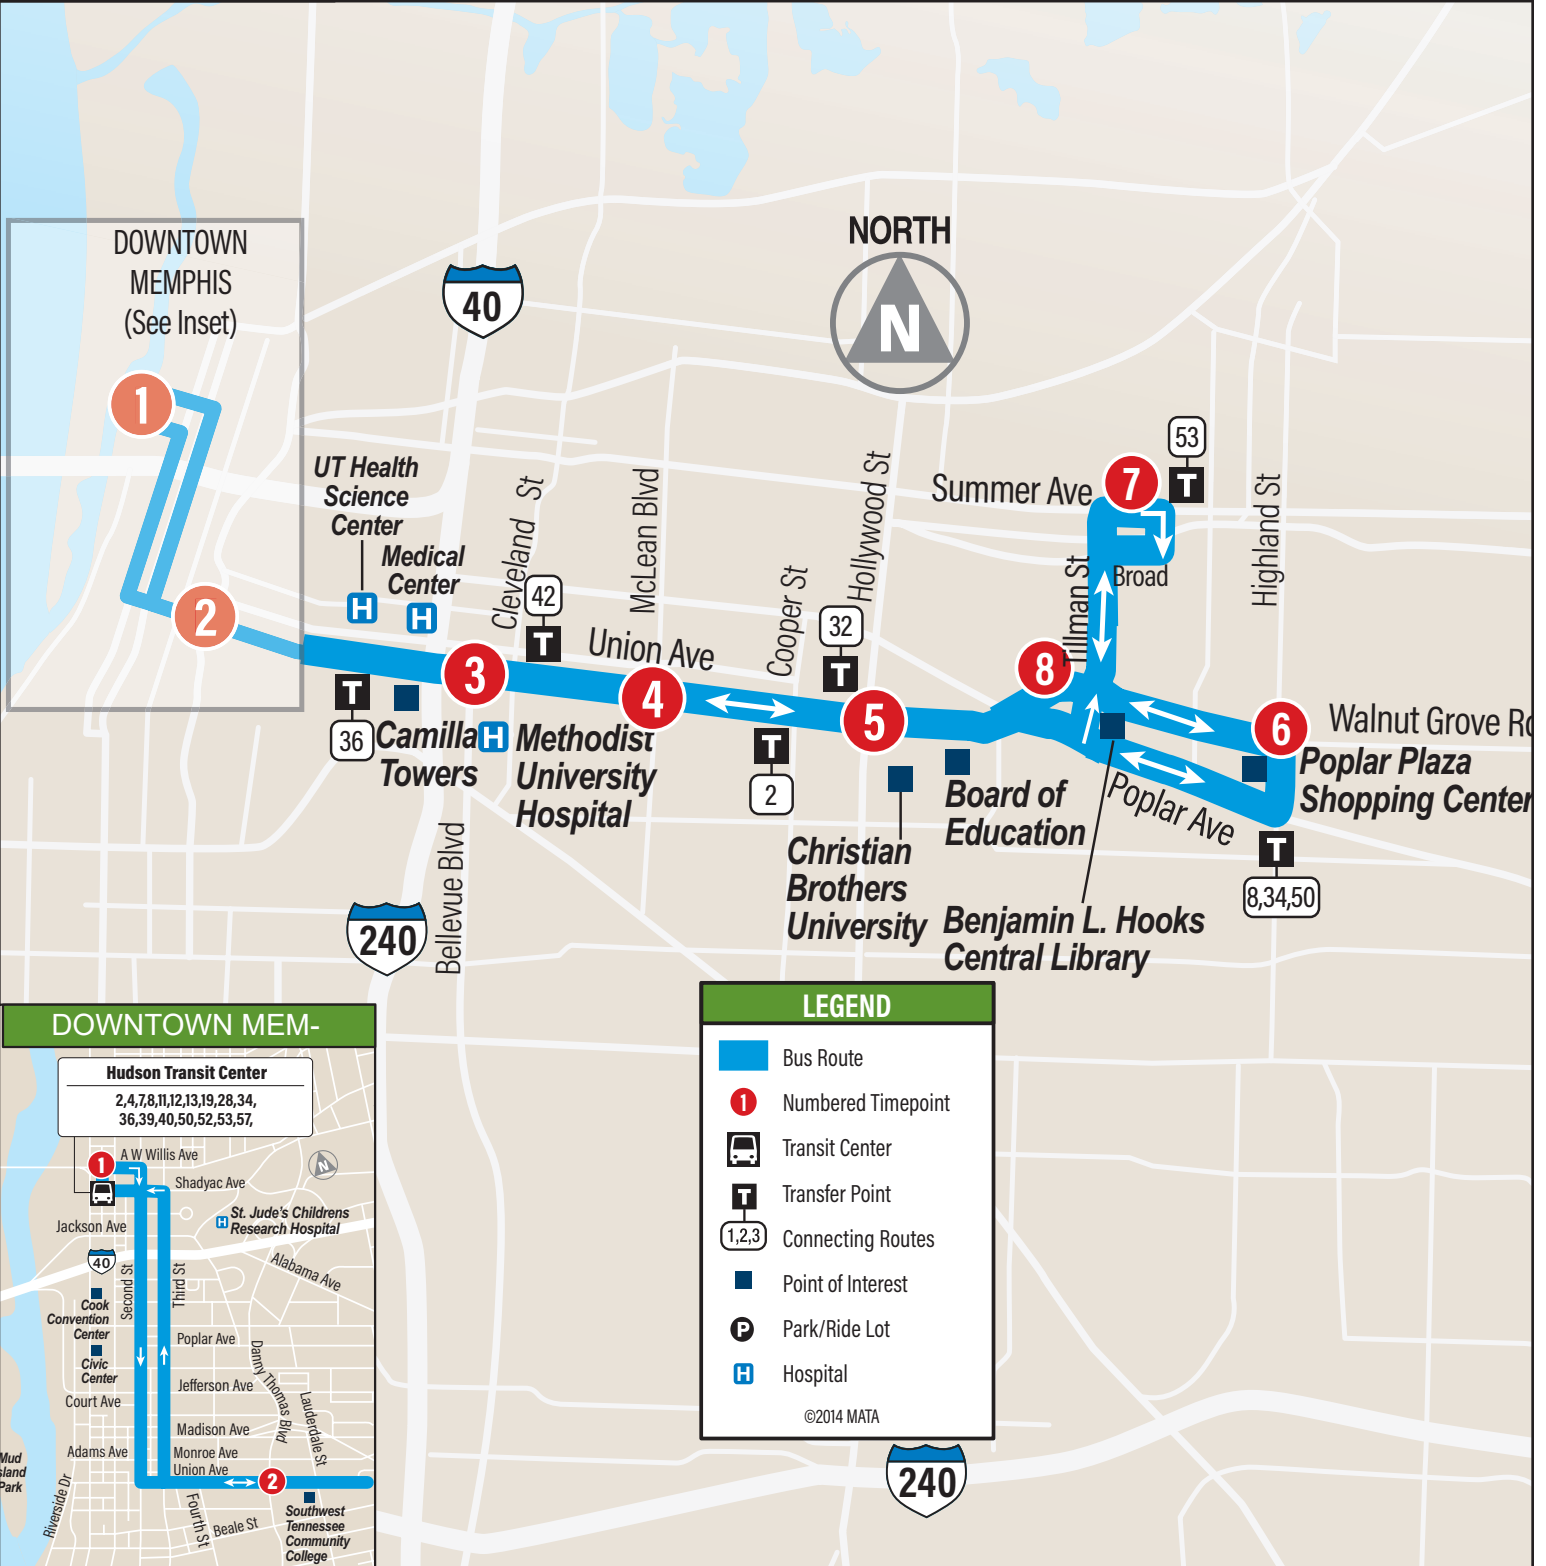 DOWNTOWN
MEMPHIS
(See Inset)
1
2
40
NORTH
N
UT Health
Science
Center
H
Medical
Center
H
Cleveland St
42
T
McLean Blvd
Union Ave
Cooper St
Hollywood St
32
T
Summer Ave
7
53
T
Broad
Tillman St
Highland St
3
4
5
8
6
Walnut Grove Rd
Poplar Plaza
Shopping Center
T
36
Camilla
Towers
H
Methodist
University
Hospital
T
2
Christian
Brothers
University
Board of
Education
Poplar Ave
Benjamin L. Hooks
Central Library
T
8,34,50
Bellevue Blvd
240
DOWNTOWN MEM-
Hudson Transit Center
2,4,7,8,11,12,13,19,28,34,
36,39,40,50,52,53,57,
1
A W Willis Ave
N
Shadyac Ave
Jackson Ave
H
St. Jude's Childrens
Research Hospital
40
Alabama Ave
Second St
Third St
Cook
Convention
Center
Civic
Center
Poplar Ave
Danny Thomas Blvd
Jefferson Ave
Lauderdale St
Court Ave
Madison Ave
Adams Ave
Monroe Ave
Union Ave
2
Mud
sland
Park
Riverside Dr
Fourth St
Beale St
Southwest
Tennessee
Community
College
LEGEND
Bus Route
1
Numbered Timepoint
Transit Center
T
Transfer Point
1,2,3
Connecting Routes
Point of Interest
P
Park/Ride Lot
H
Hospital
©2014 MATA
240